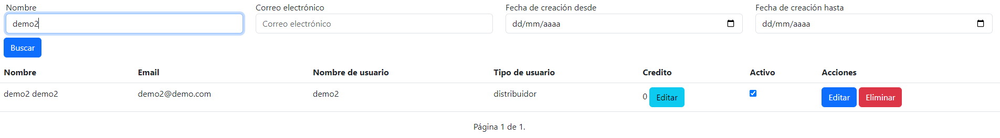 Nombre Correo electrónico Fecha de creación desde Fecha de creación hasta
demo2 Correo electrónico dd/mm/aaaa dd/mm/aaaa
Buscar
Nombre Email Nombre de usuario Tipo de usuario Credito Activo Acciones
demo2 demo2 demo2@demo.com demo2 distribuidor 0 Editar Editar Eliminar
Página 1 de 1.